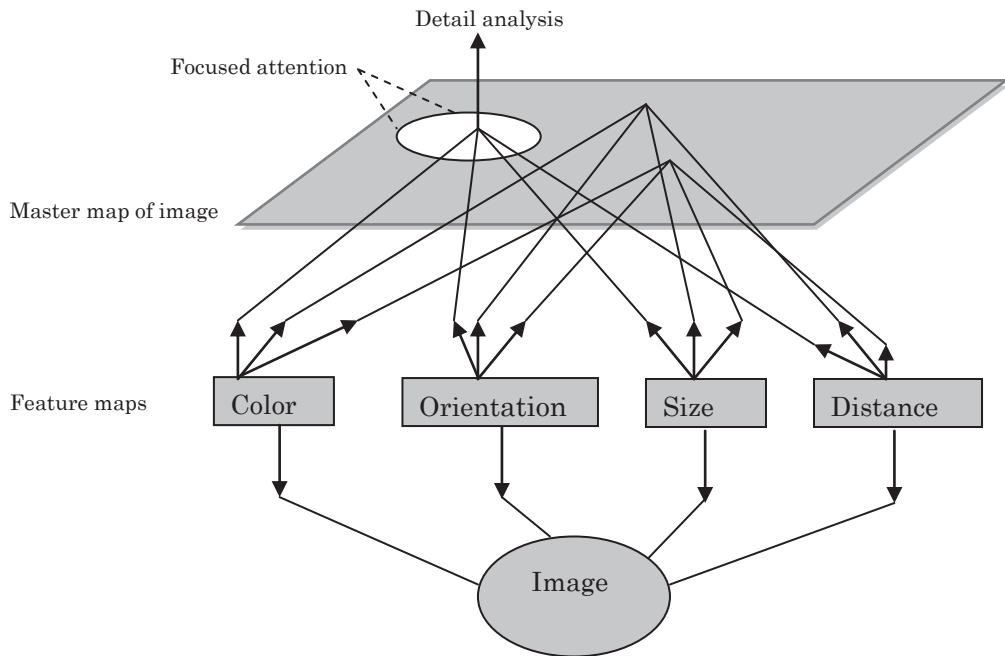 Detail analysis
Focused attention
Master map of image
Feature maps
Color
Orientation
Size
Distance
Image